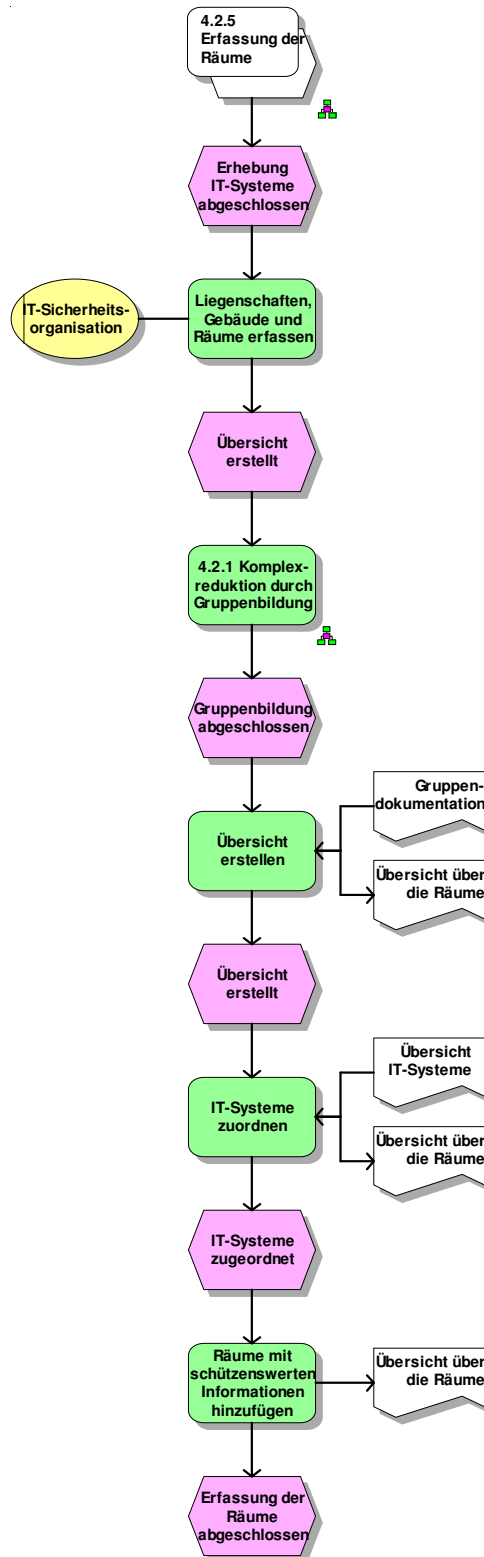 4.2.5
Erfassung der
Räume
Erhebung
IT-Systeme
abgeschlossen
IT-Sicherheits-
organisation
Liegenschaften,
Gebäude und
Räume erfassen
Übersicht
erstellt
4.2.1 Komplex-
reduktion durch
Gruppenbildung
Gruppenbildung
abgeschlossen
Gruppen-
dokumentation
Übersicht
erstellen
Übersicht über
die Räume
Übersicht
erstellt
Übersicht
IT-Systeme
IT-Systeme
zuordnen
Übersicht über
die Räume
IT-Systeme
zugeordnet
Räume mit
schützenswerten
Informationen
hinzufügen
Übersicht über
die Räume
Erfassung der
Räume
abgeschlossen